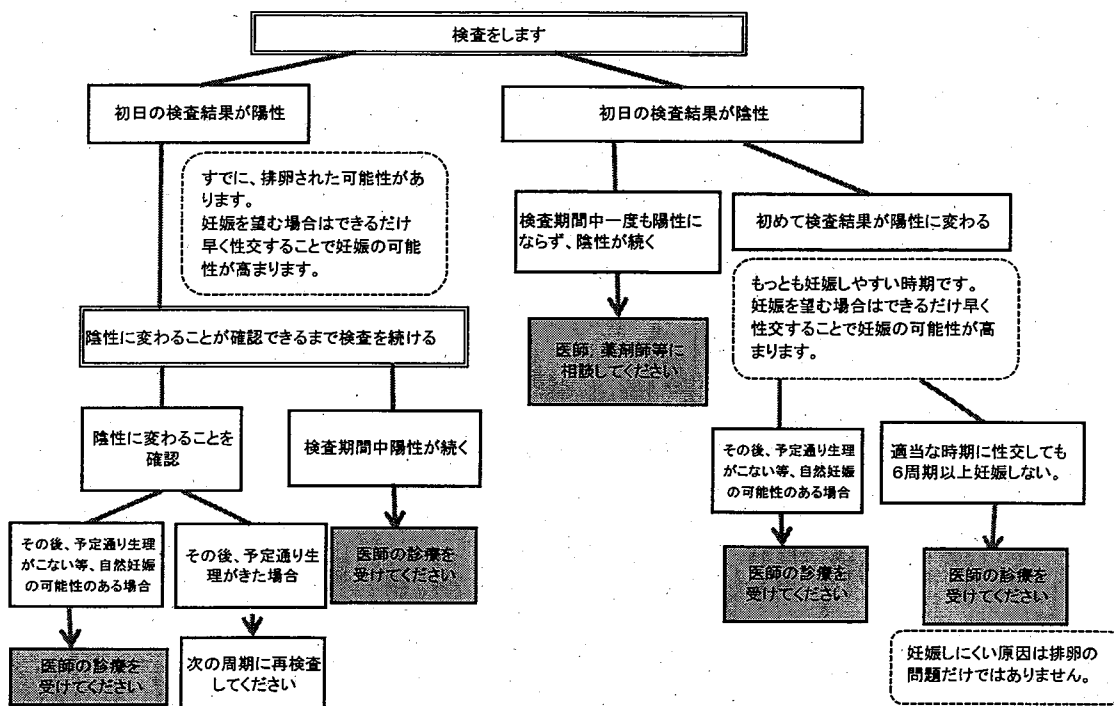 検査をします
初日の検査結果が陽性
初日の検査結果が陰性
すでに、排卵された可能性があ
ります。
妊娠を望む場合はできるだけ
早く性交することで妊娠の可能
性が高まります。
検査期間中一度も陽性に
ならず、陰性が続く
初めて検査結果が陽性に変わる
もっとも妊娠しやすい時期です。
妊娠を望む場合はできるだけ早く
性交することで妊娠の可能性が高
まります。
陰性に変わることが確認できるまで検査を続ける
医師、薬剤師等に
相談してください
陰性に変わることを
確認
検査期間中陽性が続く
その後、予定通り生理
がこない等、自然妊娠
の可能性のある場合
適当な時期に性交しても
6周期以上妊娠しない。
その後、予定通り生理
がこない等、自然妊娠
の可能性のある場合
その後、予定通り生
理がきた場合
医師の診療を
受けてください
医師の診療を
受けてください
医師の診療を
受けてください
医師の診療を
受けてください
次の周期に再検査
してください
妊娠しにくい原因は排卵の
問題だけではありません。